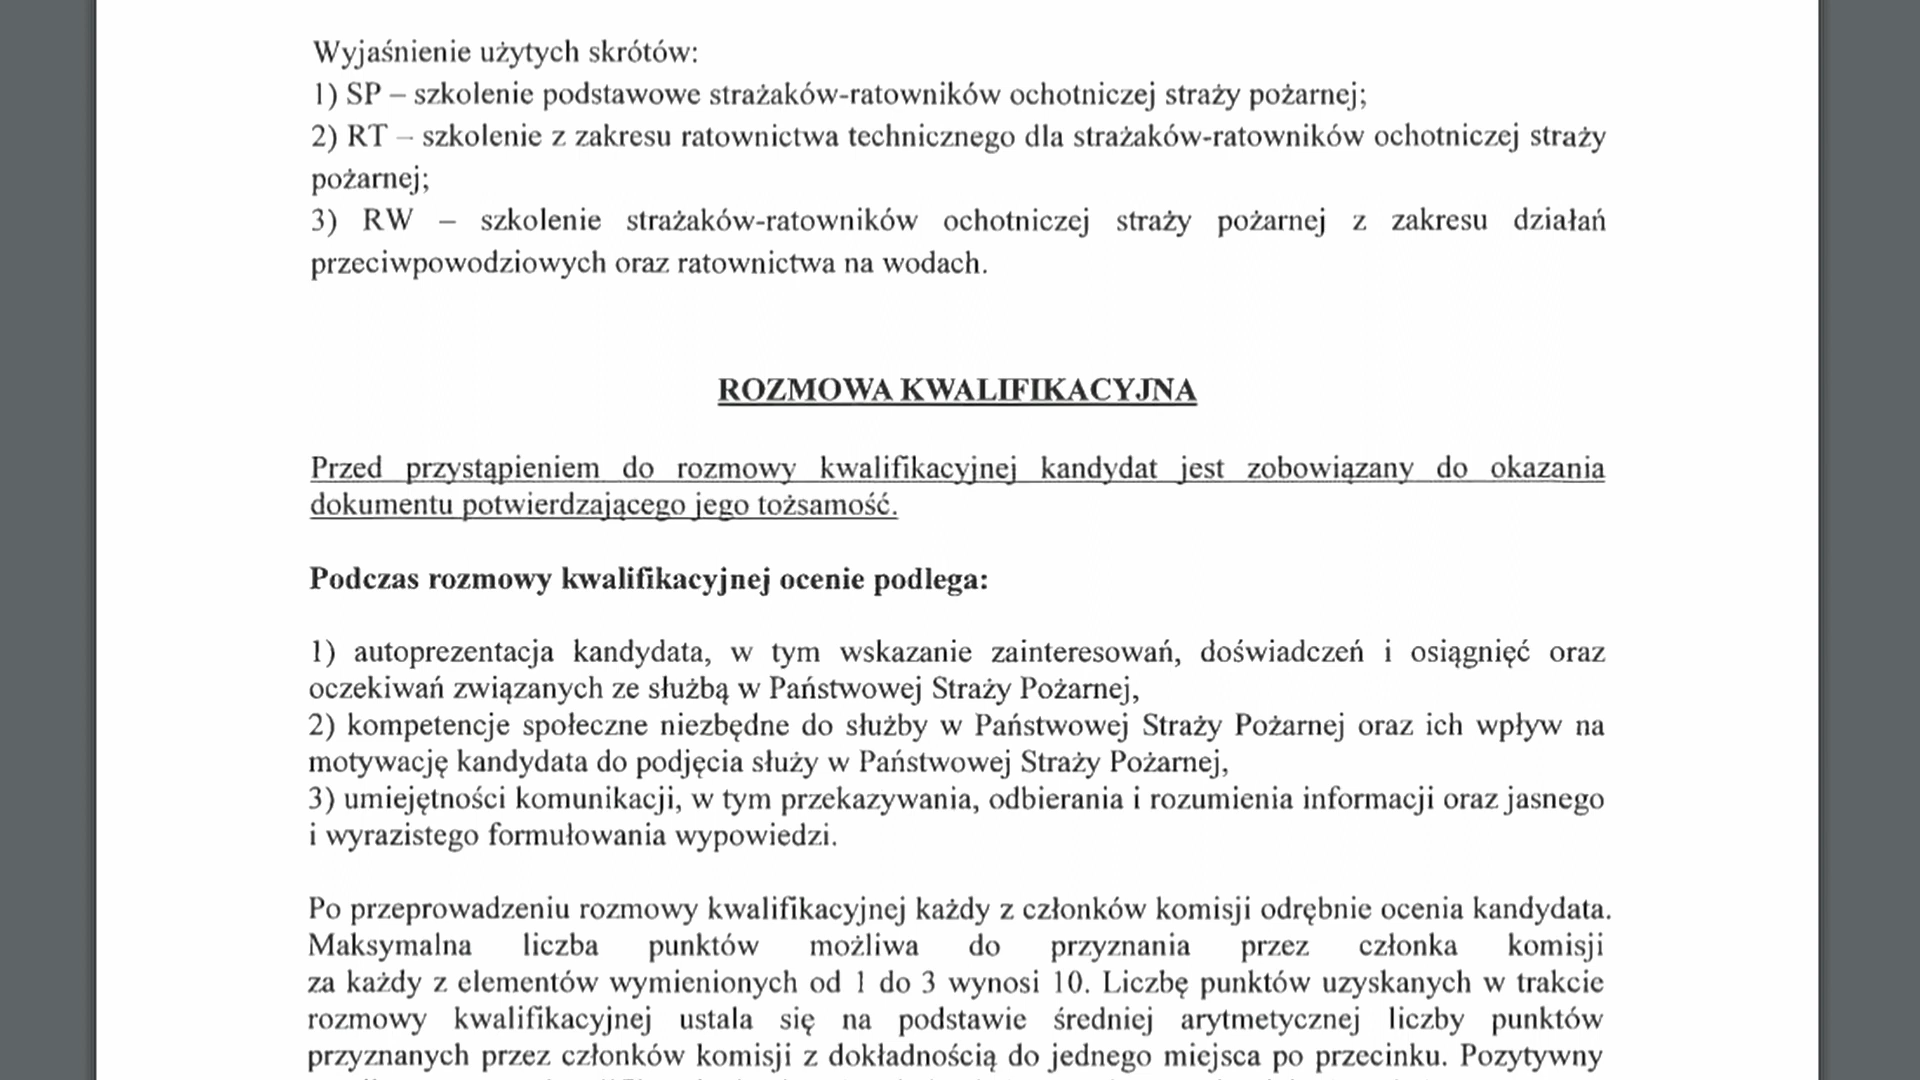 Wyjaśnienie użytych skrótów:
1) SP – szkolenie podstawowe strażaków-ratowników ochotniczej straży pożarnej;
2) RT – szkolenie z zakresu ratownictwa technicznego dla strażaków-ratowników ochotniczej straży
pożarnej;
3) RW – szkolenie strażaków-ratowników ochotniczej straży pożarnej z zakresu działań
przeciwpowodziowych oraz ratownictwa na wodach.
ROZMOWA KWALIFIKACYJNA
Przed przystąpieniem do rozmowy kwalifikacyjnej kandydat jest zobowiązany do okazania
dokumentu potwierdzającego jego tożsamość.
Podczas rozmowy kwalifikacyjnej ocenie podlega:
1) autoprezentacja kandydata, w tym wskazanie zainteresowań, doświadczeń i osiągnięć oraz
oczekiwań związanych ze służbą w Państwowej Straży Pożarnej,
2) kompetencje społeczne niezbędne do służby w Państwowej Straży Pożarnej oraz ich wpływ na
motywację kandydata do podjęcia służy w Państwowej Straży Pożarnej,
3) umiejętności komunikacji, w tym przekazywania, odbierania i rozumienia informacji oraz jasnego
i wyrazistego formułowania wypowiedzi.
Po przeprowadzeniu rozmowy kwalifikacyjnej każdy z członków komisji odrębnie ocenia kandydata.
Maksymalna liczba punktów możliwa do przyznania przez członka komisji
za każdy z elementów wymienionych od 1 do 3 wynosi 10. Liczbę punktów uzyskanych w trakcie
rozmowy kwalifikacyjnej ustala się na podstawie średniej arytmetycznej liczby punktów
przyznanych przez członków komisji z dokładnością do jednego miejsca po przecinku. Pozytywny